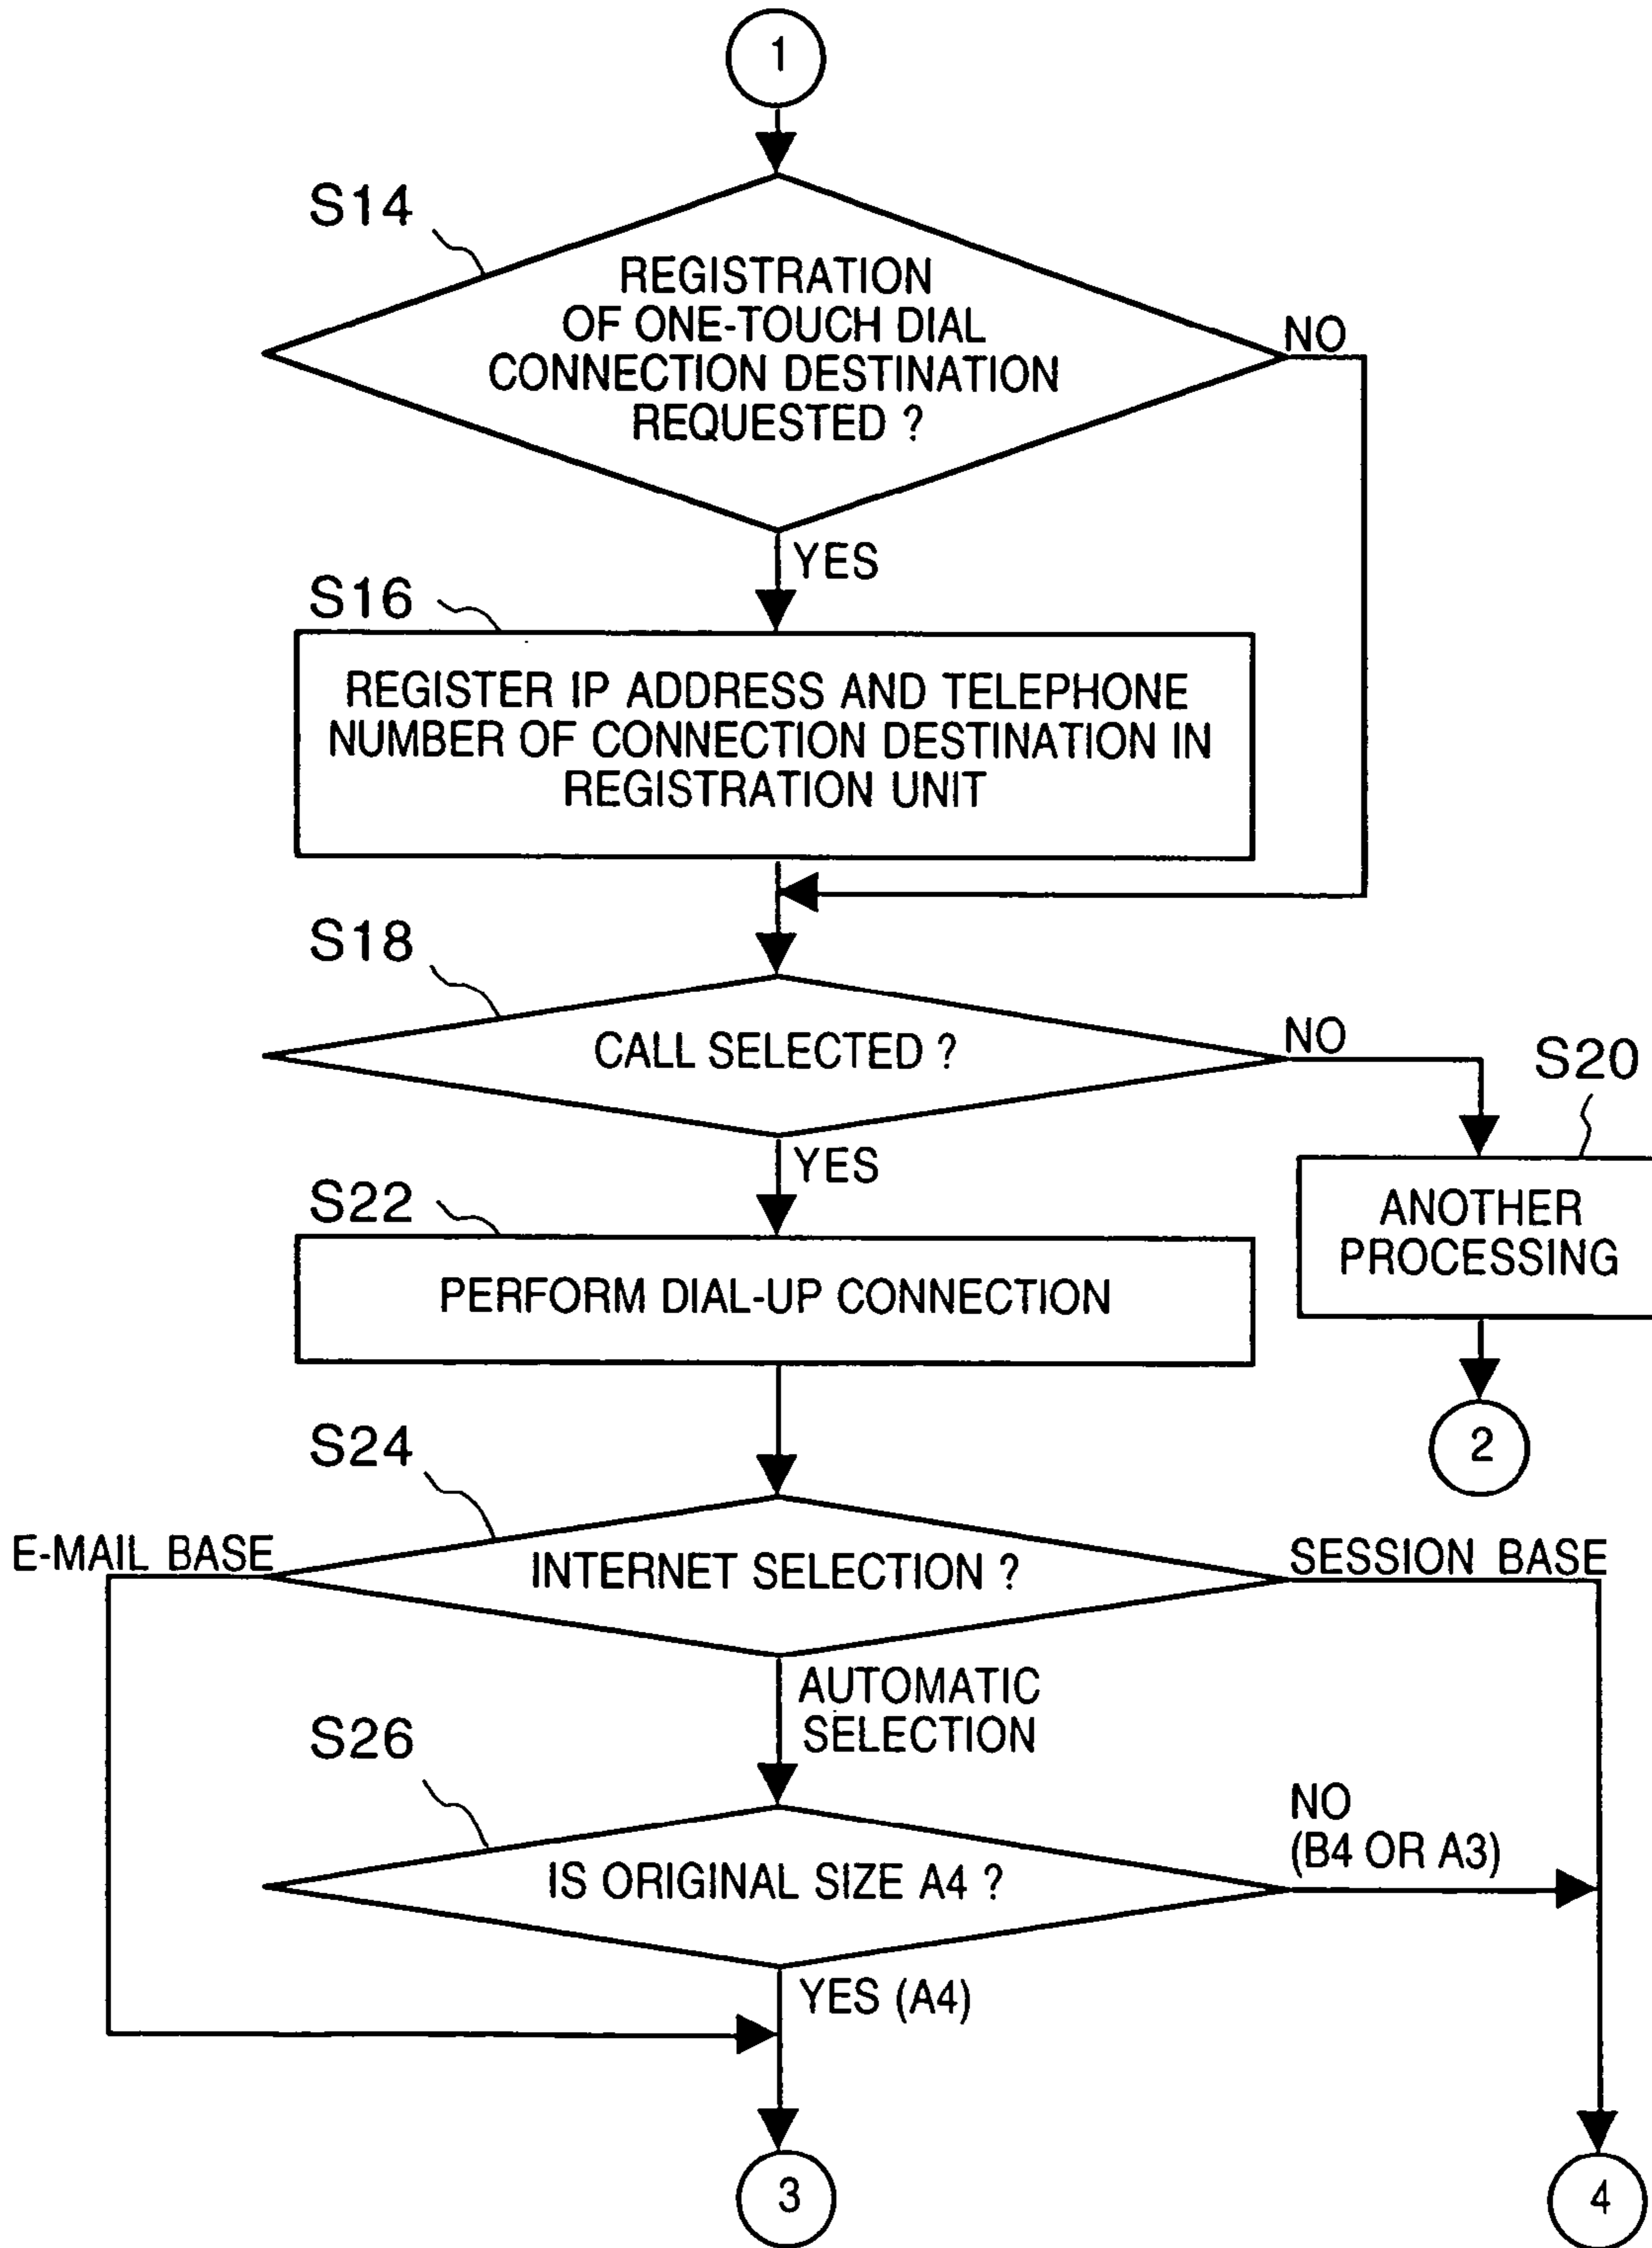 1
S14
REGISTRATION
OF ONE-TOUCH DIAL
CONNECTION DESTINATION
REQUESTED ?
NO
YES
S16
REGISTER IP ADDRESS AND TELEPHONE
NUMBER OF CONNECTION DESTINATION IN
REGISTRATION UNIT
S18
CALL SELECTED ?
NO
S20
YES
ANOTHER
PROCESSING
S22
PERFORM DIAL-UP CONNECTION
2
S24
E-MAIL BASE
INTERNET SELECTION ?
SESSION BASE
AUTOMATIC
SELECTION
S26
NO
(B4 OR A3)
IS ORIGINAL SIZE A4 ?
YES (A4)
3
4